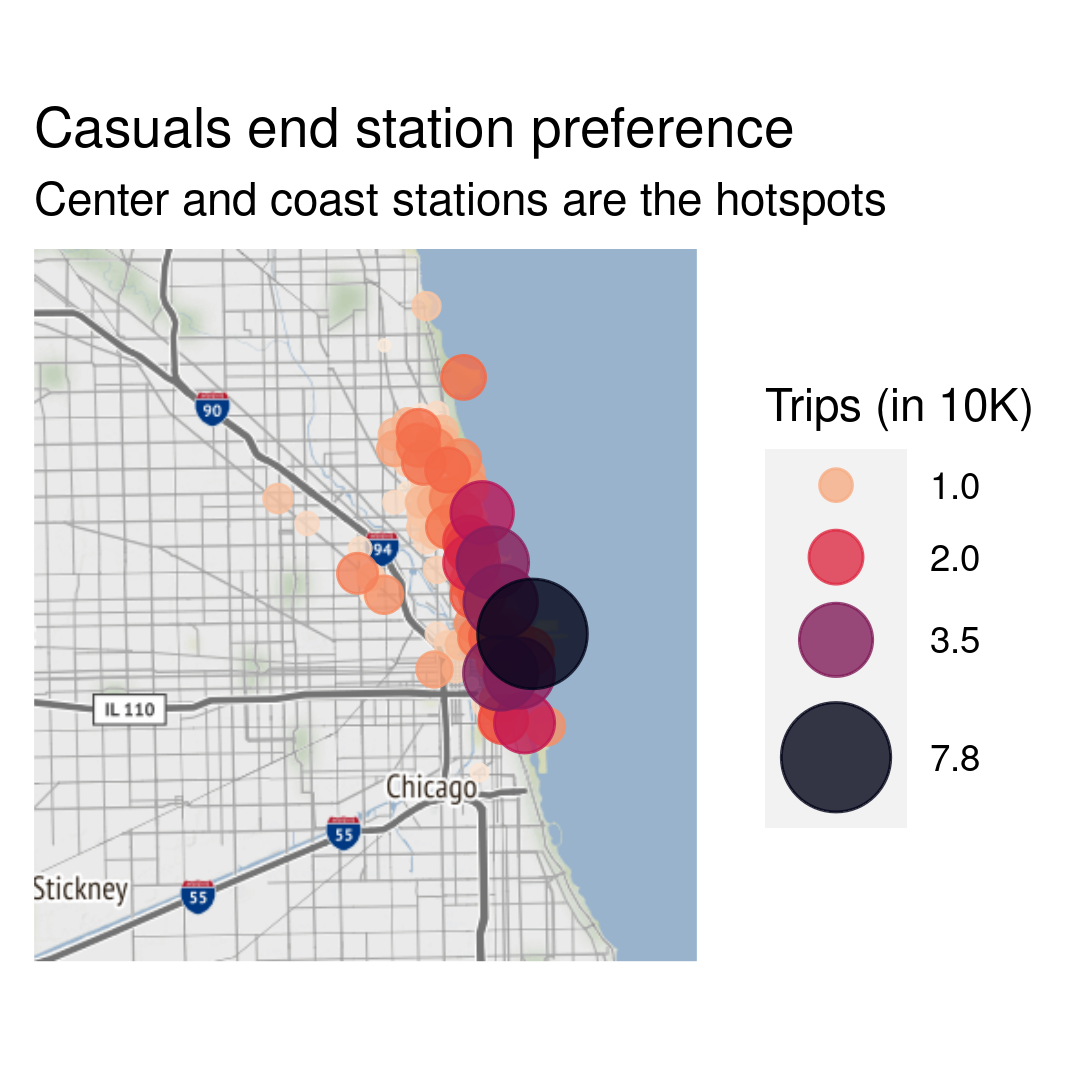 Casuals end station preference
Center and coast stations are the hotspots
90
94
IL 110
Chicago
55
Stickney
55
Trips (in 10K)
1.0
2.0
3.5
7.8